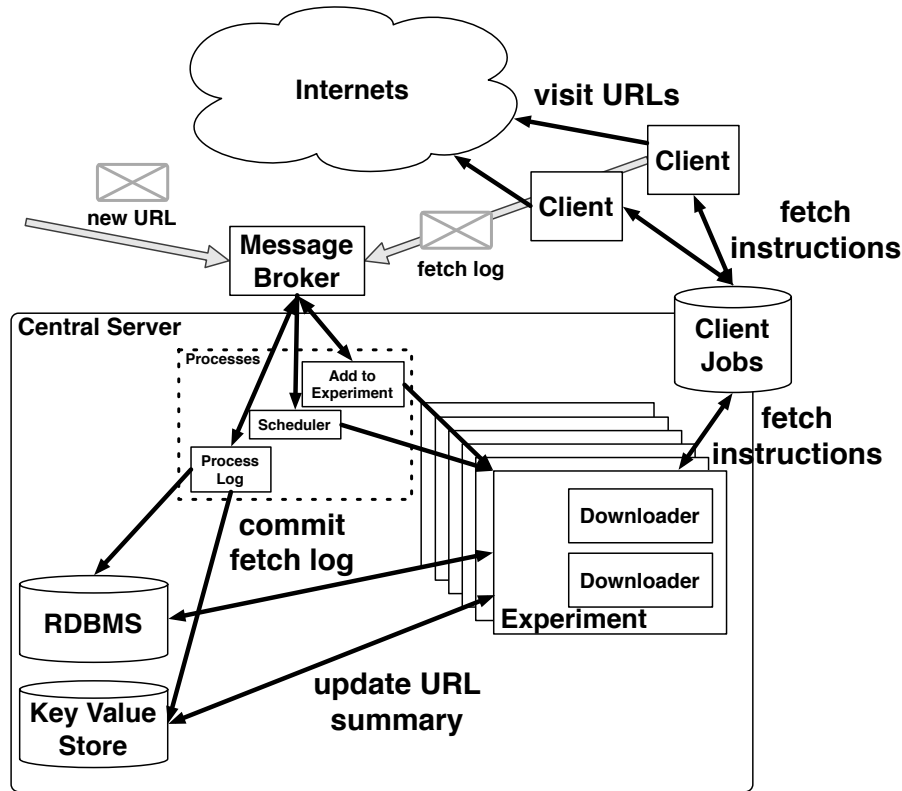 Internets
visit URLs
Client
Client
new URL
fetch log
fetch
instructions
Message
Broker
Central Server
Client
Jobs
Processes
Add to
Experiment
Scheduler
Process
Log
fetch
instructions
commit
fetch log
Downloader
Downloader
Experiment
RDBMS
update URL
summary
Key Value
Store